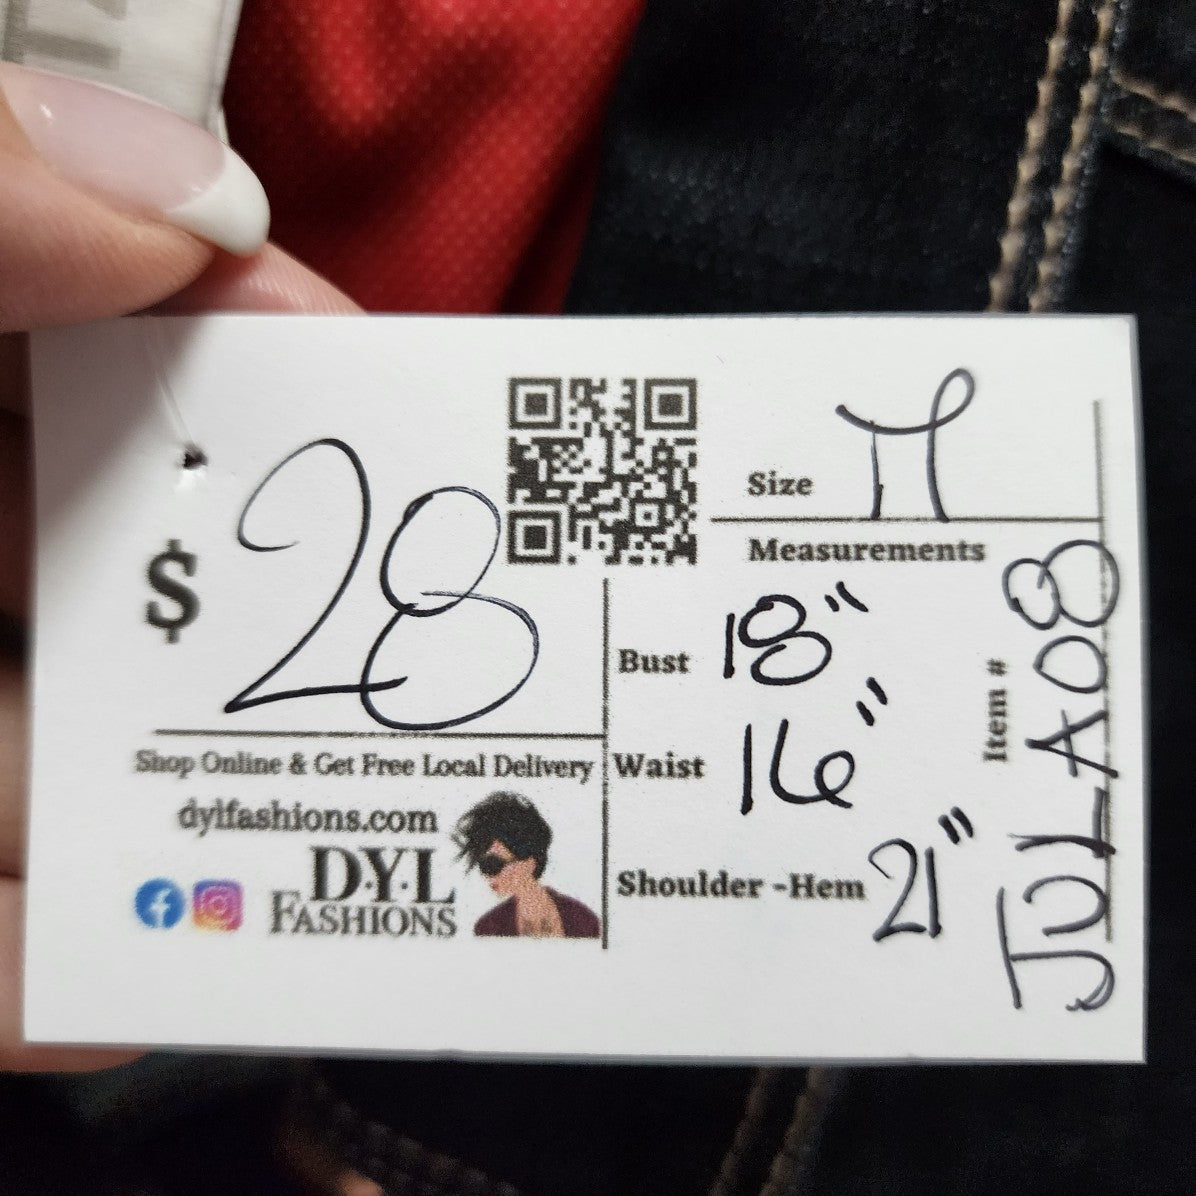 $ 28
Shop Online & Get Free Local Delivery
dylfashions.com
D·Y·L
FASHIONS
Size M
Measurements
Bust 18"
Waist 16"
Shoulder -Hem 21"
Item # JULA08